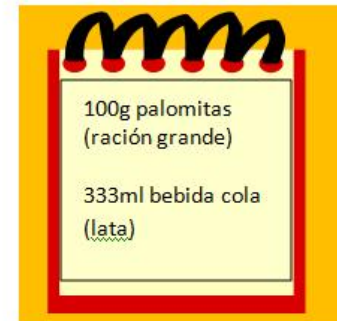 100g palomitas
(ración grande)
333ml bebida cola
(lata)